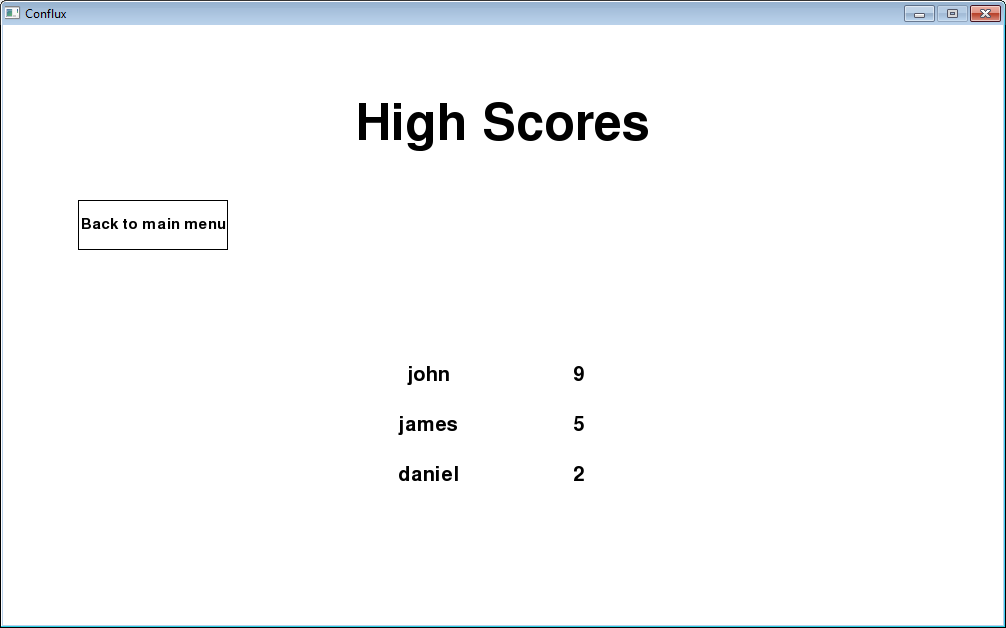 Conflux
High Scores
Back to main menu
john 9
james 5
daniel 2